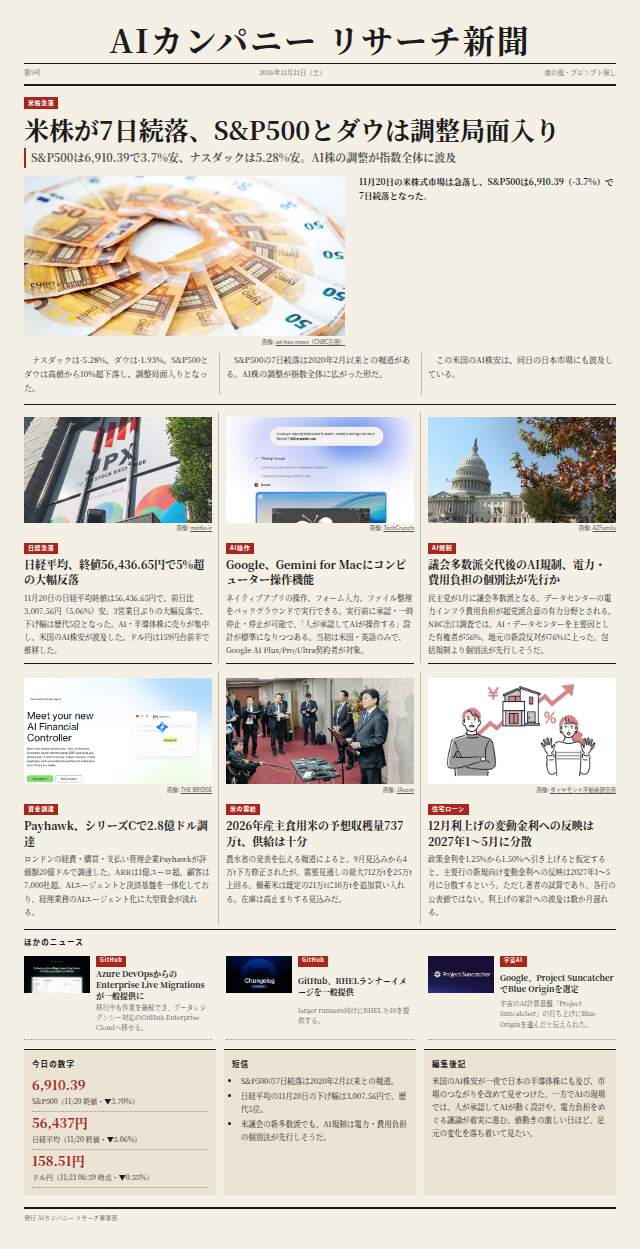 AIカンパニー リサーチ新聞
第9号
2026年11月21日（土）
南の風・プロンプト強し
米株急落
米株が7日続落、S&P500とダウは調整局面入り
S&P500は6,910.39で3.7%安、ナスダックは5.28%安。AI株の調整が指数全体に波及
11月20日の米株式市場は急落し、S&P500は6,910.39（-3.7%）で
7日続落となった。
画像: ad-hoc-news（CNBC引用）
ナスダックは-5.28%、ダウは-1.93%。S&P500と
ダウは高値から10%超下落し、調整局面入りとなっ
た。
S&P500の7日続落は2020年2月以来との報道があ
る。AI株の調整が指数全体に広がった形だ。
この米国のAI株安は、同日の日本市場にも波及し
ている。
JPX
画像: media-ir
日経急落
日経平均、終値56,436.65円で5%超
の大幅反落
11月20日の日経平均終値は56,436.65円で、前日比
3,007.56円（5.06%）安。3営業日ぶりの大幅反落で、
下げ幅は歴代5位となった。AI・半導体株に売りが集中
し、米国のAI株安が波及した。ドル円は159円台前半で
推移した。
画像: TechCrunch
AI操作
Google、Gemini for Macにコンピ
ューター操作機能
ネイティブアプリの操作、フォーム入力、ファイル整理
をバックグラウンドで実行できる。実行前に承認・一時
停止・停止が可能で、「人が承認してAIが操作する」設
計が標準になりつつある。当初は米国・英語のみで、
Google AI Plus/Pro/Ultra契約者が対象。
画像: AZFamily
AI規制
議会多数派交代後のAI規制、電力・
費用負担の個別法が先行か
民主党が1月に議会多数派となる。データセンターの電
力インフラ費用負担が超党派合意の有力分野とされる。
NBC出口調査では、AI・データセンターを主要因とし
た有権者が56%、地元の新設反対が76%に上った。包
括規制より個別法が先行しそうだ。
Meet your new
AI Financial
Controller
画像: THE BRIDGE
資金調達
Payhawk、シリーズCで2.8億ドル調
達
ロンドンの経費・購買・支払い管理企業Payhawkが評
価額20億ドルで調達した。ARRは1億ユーロ超、顧客は
7,000社超。AIエージェントと決済基盤を一体化してお
り、経理業務のAIエージェント化に大型資金が流れ
る。
画像: JAcom
米の需給
2026年産主食用米の予想収穫量737
万t、供給は十分
農水省の発表を伝える報道によると、9月見込みから4
万t下方修正されたが、需要見通しの最大712万tを25万t
上回る。備蓄米は既定の21万tに10万tを追加買い入れ
る。在庫は高止まりする見込みだ。
¥
%
画像: ダイヤモンド不動産研究所
住宅ローン
12月利上げの変動金利への反映は
2027年1〜5月に分散
政策金利を1.25%から1.50%へ引き上げると仮定する
と、主要行の新規向け変動金利への反映は2027年1〜5
月に分散するという。ただし著者の試算であり、各行の
公表値ではない。利上げの家計への波及は数か月遅れ
る。
ほかのニュース
GitHub
Azure DevOpsからの
Enterprise Live Migrations
が一般提供に
移行中も作業を継続でき、データレジ
デンシー対応のGitHub Enterprise
Cloudへ移せる。
Changelog
GitHub
GitHub、RHELランナーイメ
ージを一般提供
larger runners向けにRHEL 9/10を提
供する。
Project Suncatcher
宇宙AI
Google、Project Suncatcher
でBlue Originを選定
宇宙のAI計算基盤「Project
Suncatcher」の打ち上げにBlue
Originを選んだと伝えられた。
今日の数字
6,910.39
S&P500（11/20 終値・▼3.70%）
56,437円
日経平均（11/20 終値・▼5.06%）
158.51円
ドル円（11/21 06:59 時点・▼0.55%）
短信
• S&P500の7日続落は2020年2月以来との報道。
• 日経平均の11月20日の下げ幅は3,007.56円で、歴
代5位。
• 米議会の新多数派でも、AI規制は電力・費用負担
の個別法が先行しそうだ。
編集後記
米国のAI株安が一夜で日本の半導体株にも及び、市
場のつながりを改めて見せつけた。一方でAIの現場
では、人が承認してAIが動く設計や、電力負担をめ
ぐる議論が着実に進む。値動きの激しい日ほど、足
元の変化を落ち着いて見たい。
発行 AIカンパニー リサーチ事業部